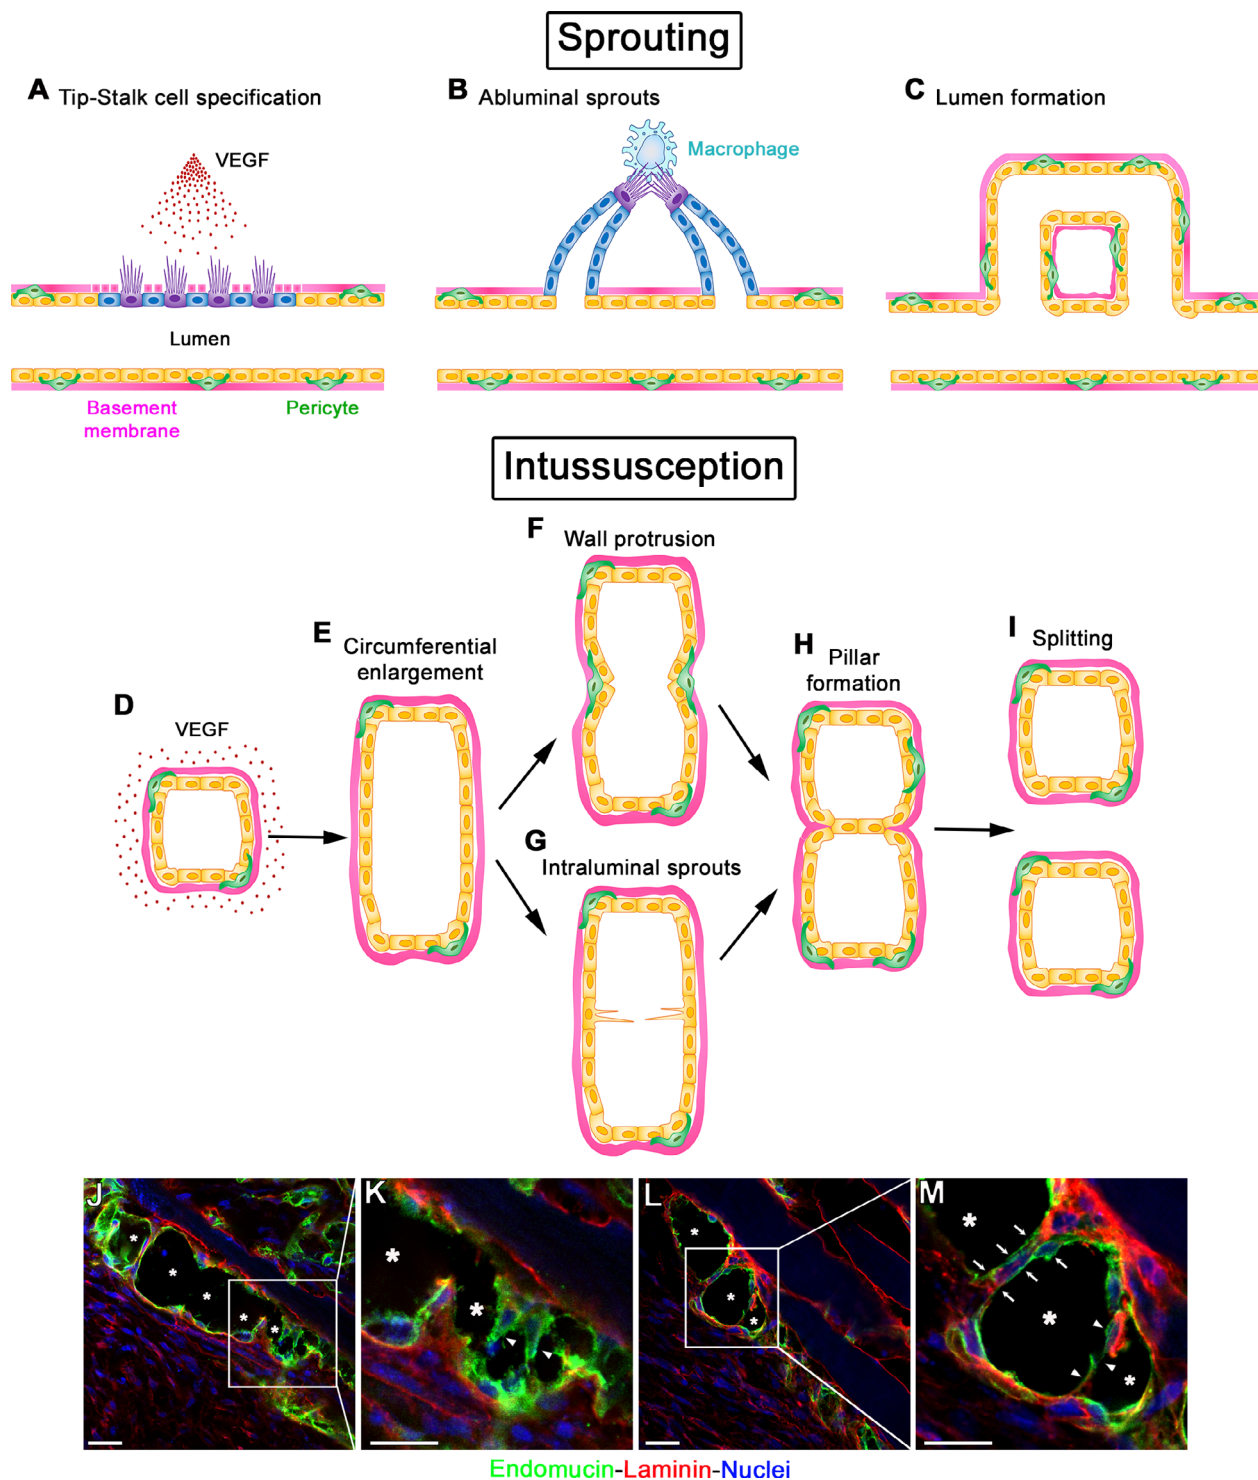 Sprouting
A Tip-Stalk cell specification
B Abluminal sprouts
C Lumen formation
VEGF
Macrophage
Lumen
Basement
membrane
Pericyte
Intussusception
F
Wall protrusion
E Circumferential
enlargement
H Pillar
formation
I Splitting
D
VEGF
G
Intraluminal sprouts
J
K
L
M
Endomucin-Laminin-Nuclei